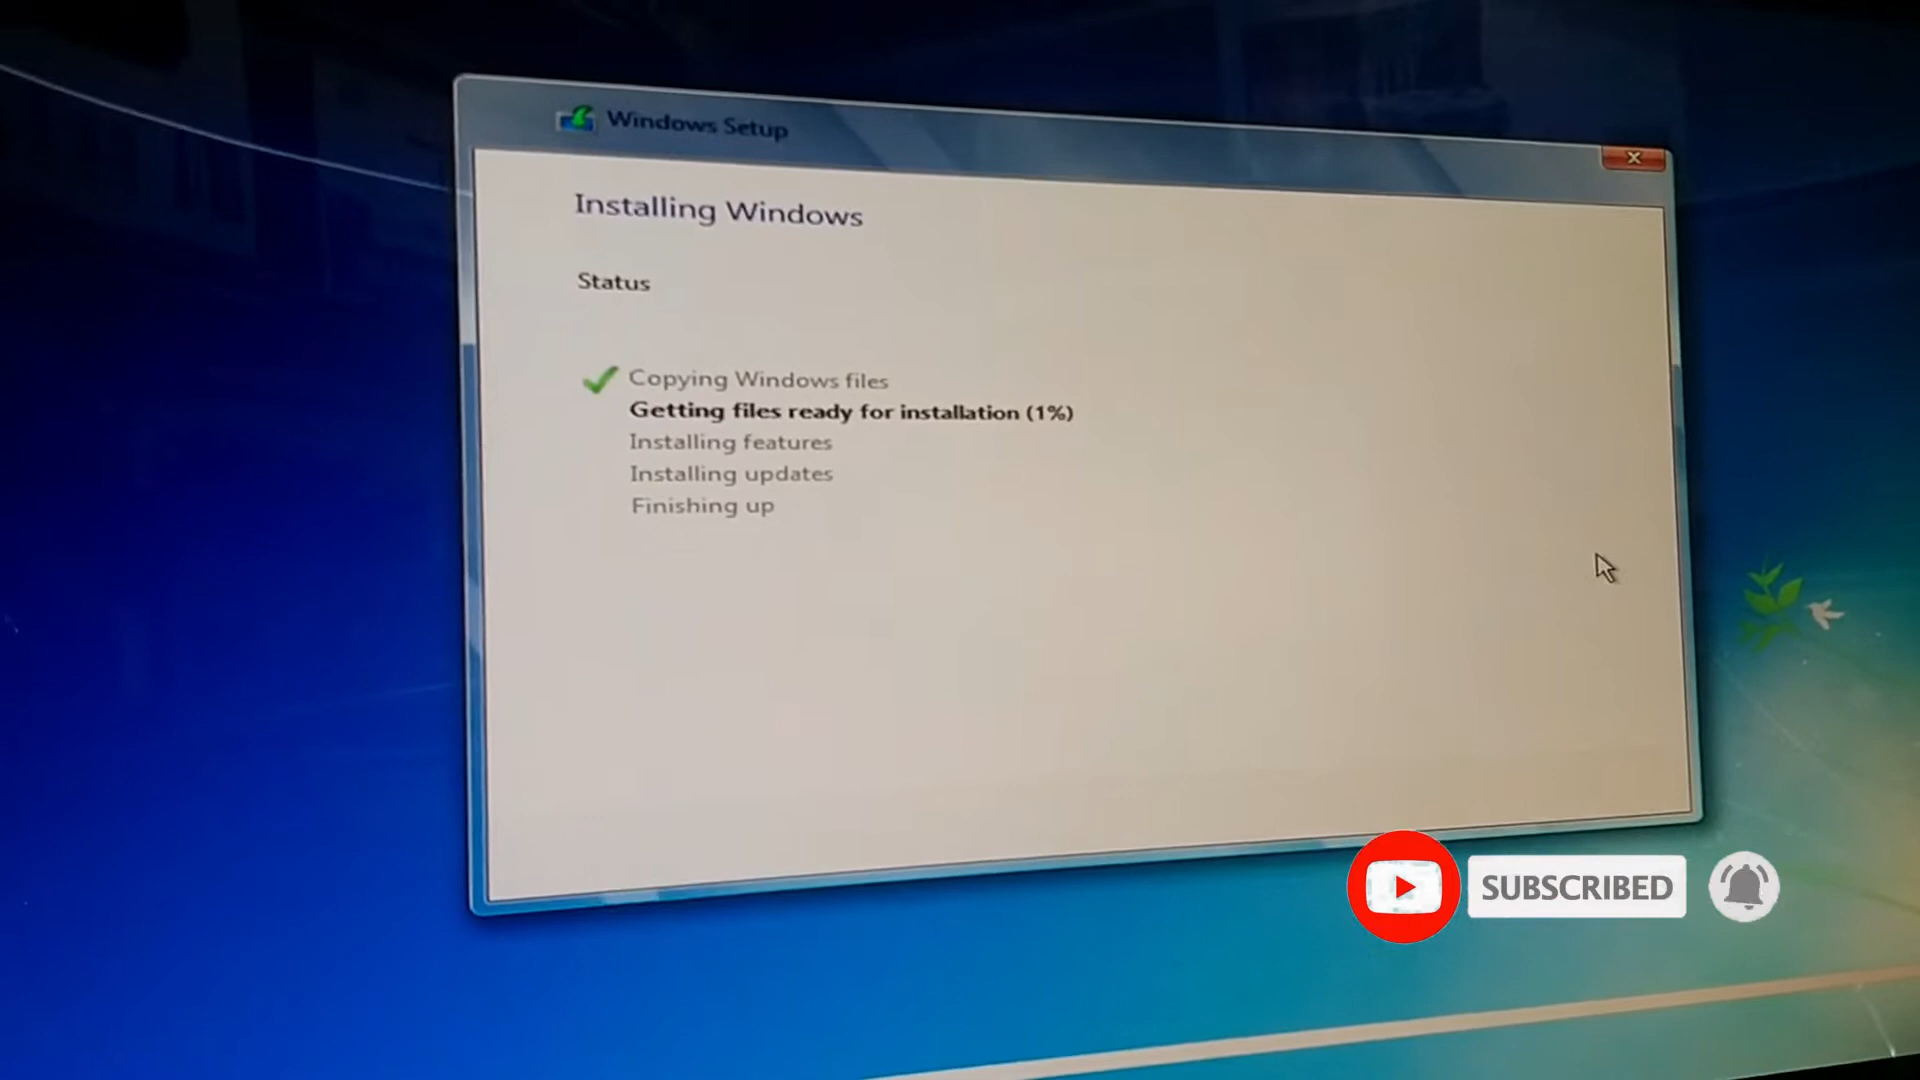 Windows Setup
Installing Windows
Status
Copying Windows files
Getting files ready for installation (1%)
Installing features
Installing updates
Finishing up
SUBSCRIBED